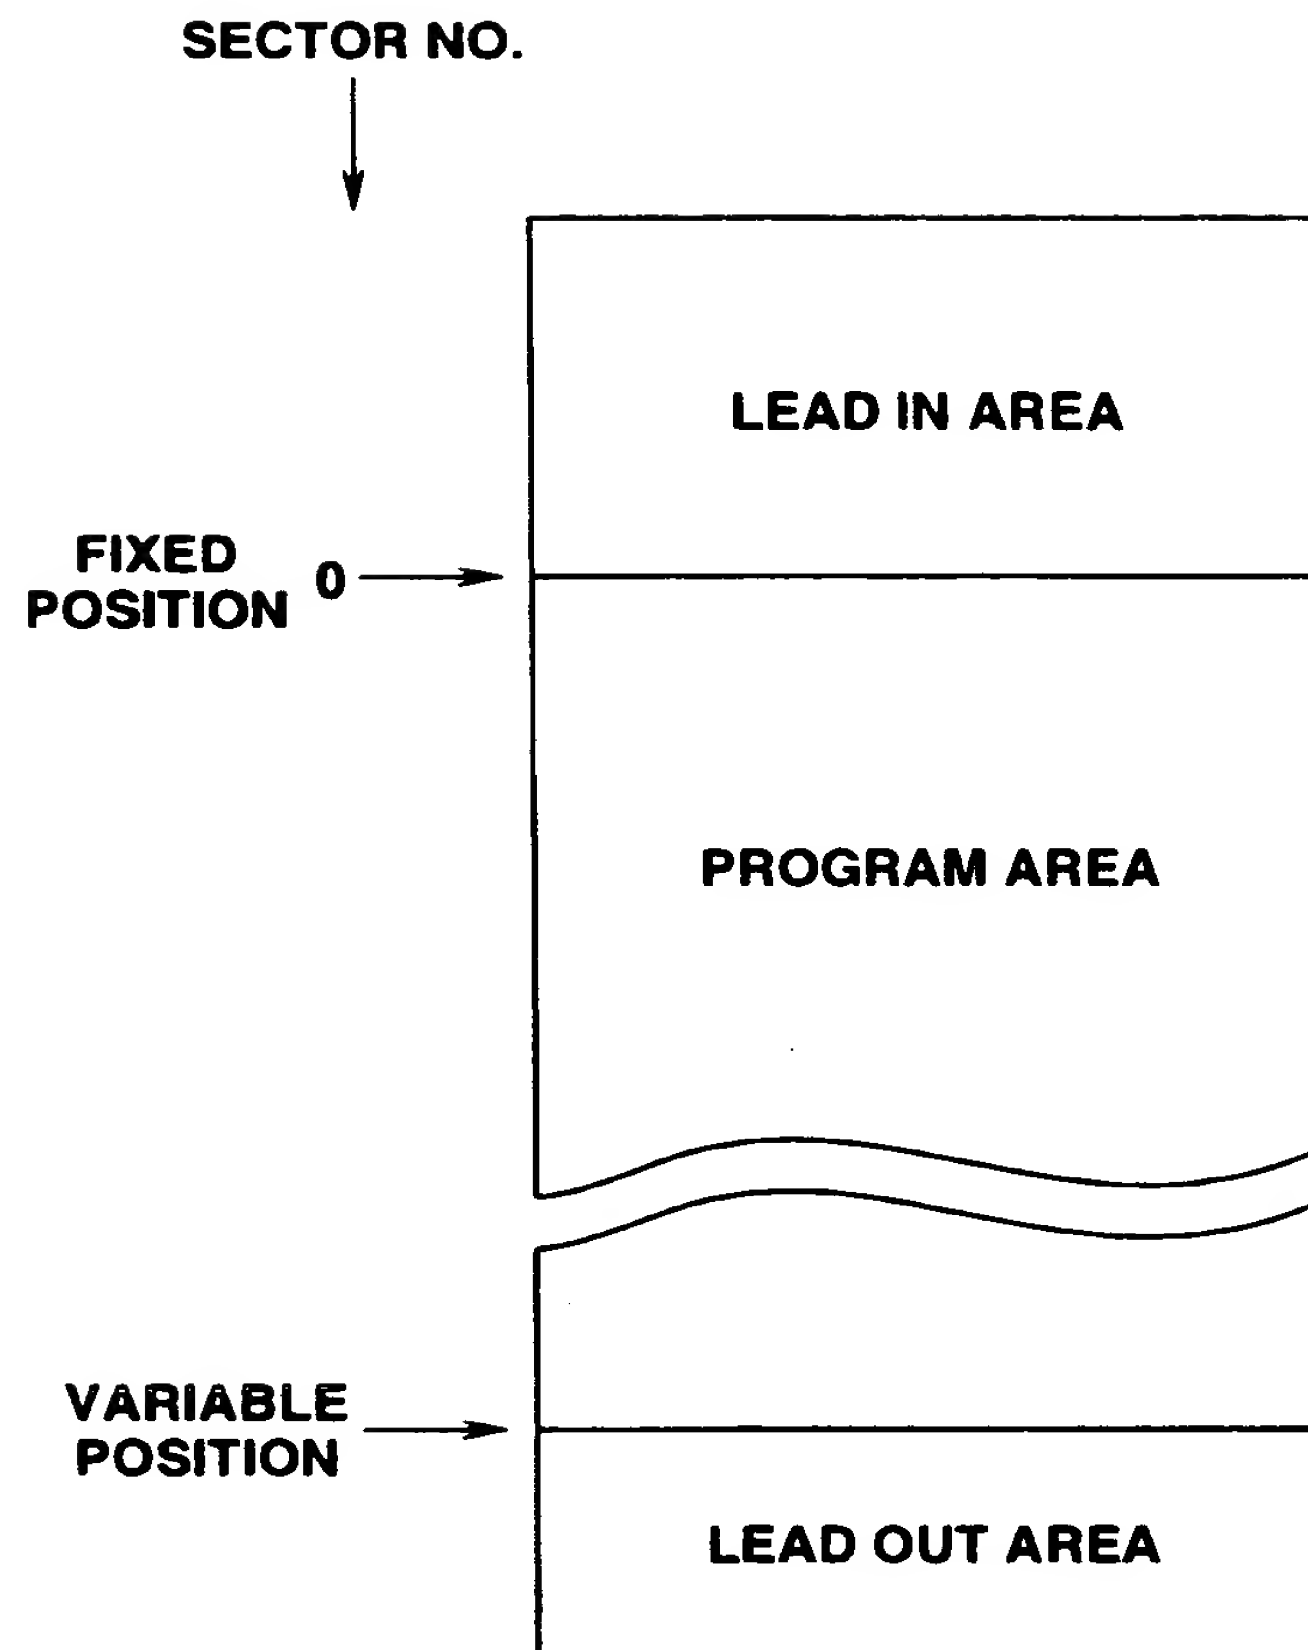 SECTOR NO.
LEAD IN AREA
FIXED
POSITION
0
PROGRAM AREA
VARIABLE
POSITION
LEAD OUT AREA